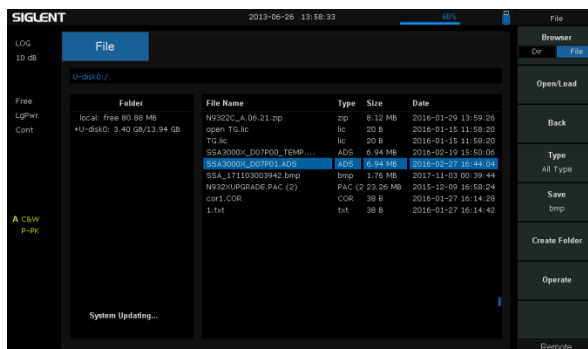 SIGLENT 2013-06-26 13:58:33 60% File
LOG
10 dB
File
U-disk0:/
Free
LgPwr
Cont
A C&W
P-PK
Folder
local: free 80.88 MB
+U-disk0: 3.40 GB/13.94 GB
System Updating...
File Name Type Size Date
N9322C_A.06.21.zip zip 8.12 MB 2016-01-29 13:59:26
open TG.lic lic 20 B 2016-01-15 11:58:20
TG.lic lic 20 B 2016-01-15 11:58:20
SSA3000X_D07P00_TEMP.... ADS 6.94 MB 2016-02-19 15:50:06
SSA3000X_D07P01.ADS ADS 6.94 MB 2016-02-27 16:44:04
SSA_171103003942.bmp bmp 1.76 MB 2017-11-03 00:39:44
N932XUPGRADE.PAC (2) PAC (2 23.26 MB 2015-12-09 16:58:24
cor1.COR COR 38 B 2016-01-27 16:14:28
1.txt txt 38 B 2016-01-27 16:14:42
Browser
Dir File
Open/Load
Back
Type
All Type
Save
bmp
Create Folder
Operate
Remote